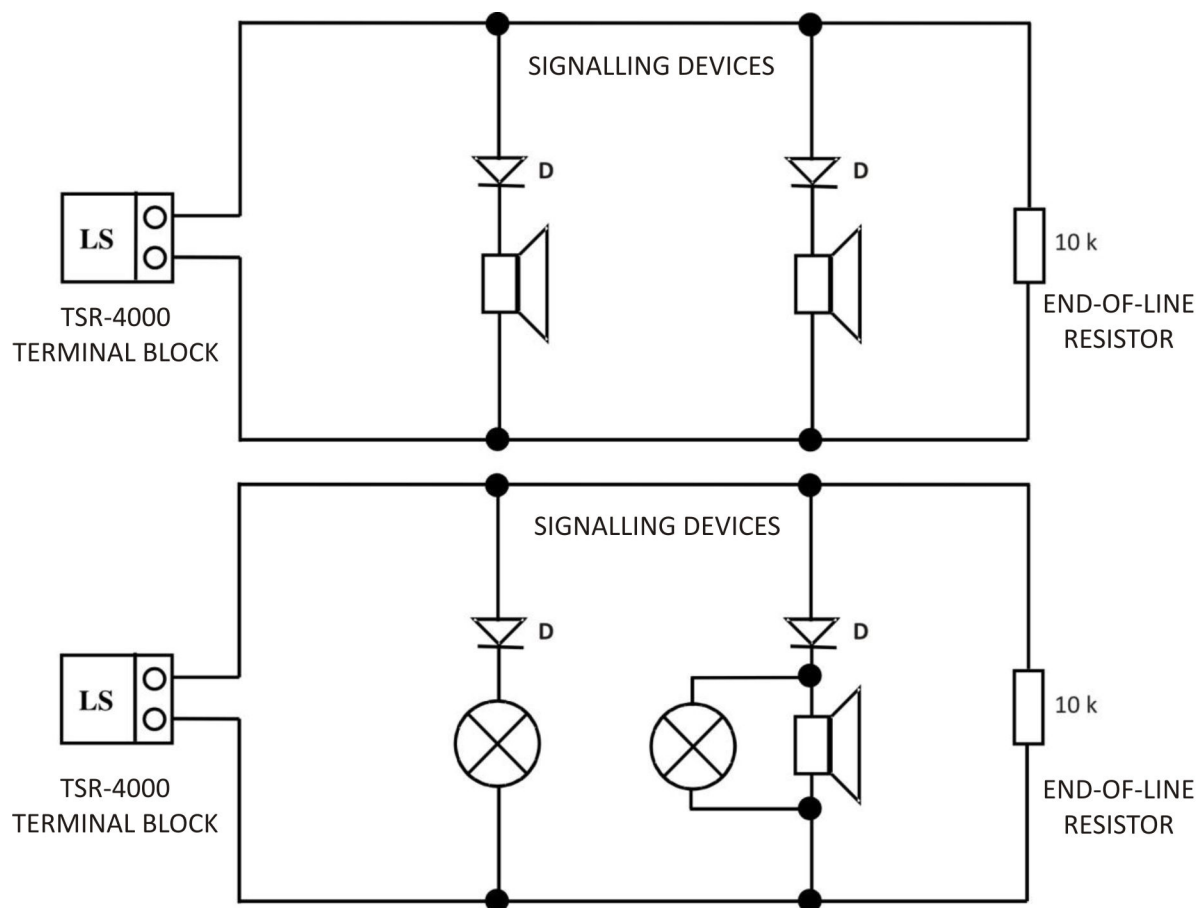 SIGNALLING DEVICES
D
D
LS
10 k
TSR-4000
TERMINAL BLOCK
END-OF-LINE
RESISTOR
SIGNALLING DEVICES
D
D
LS
10 k
TSR-4000
TERMINAL BLOCK
END-OF-LINE
RESISTOR